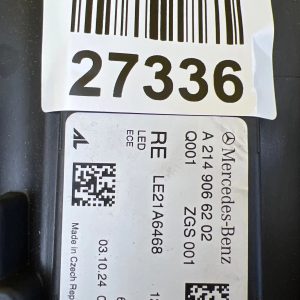 27336
Mercedes-Benz
A 214 906 62 02
Q001 ZGS 001
RE LE21A6468
LED
ECE
AL
03.10.24
Made in Czech Rep